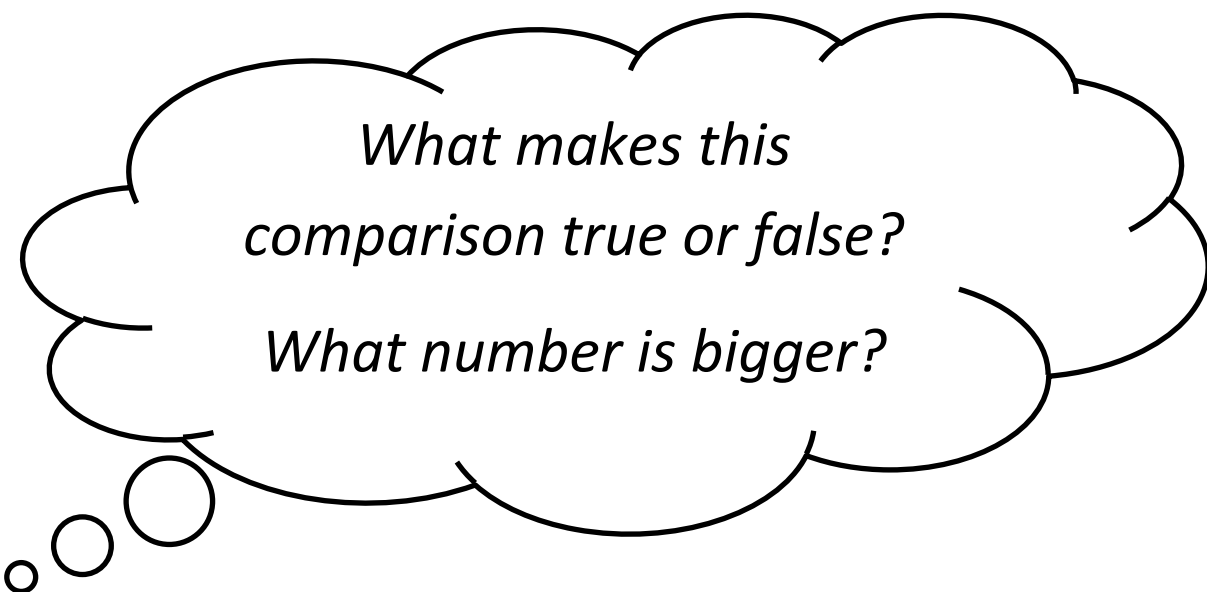 What makes this
comparison true or false?
What number is bigger?